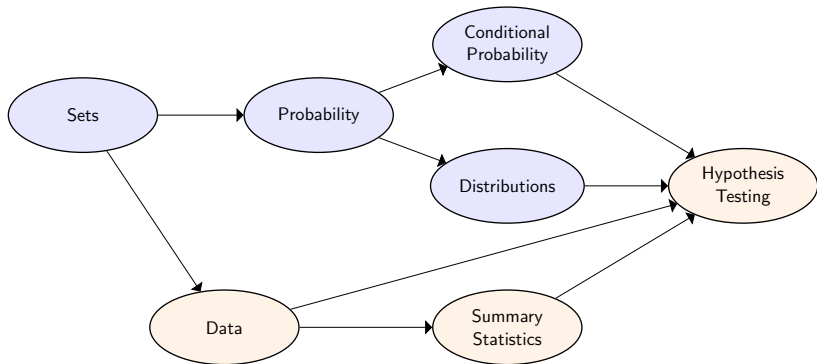 Conditional
Probability
Sets
Probability
Distributions
Hypothesis
Testing
Data
Summary
Statistics